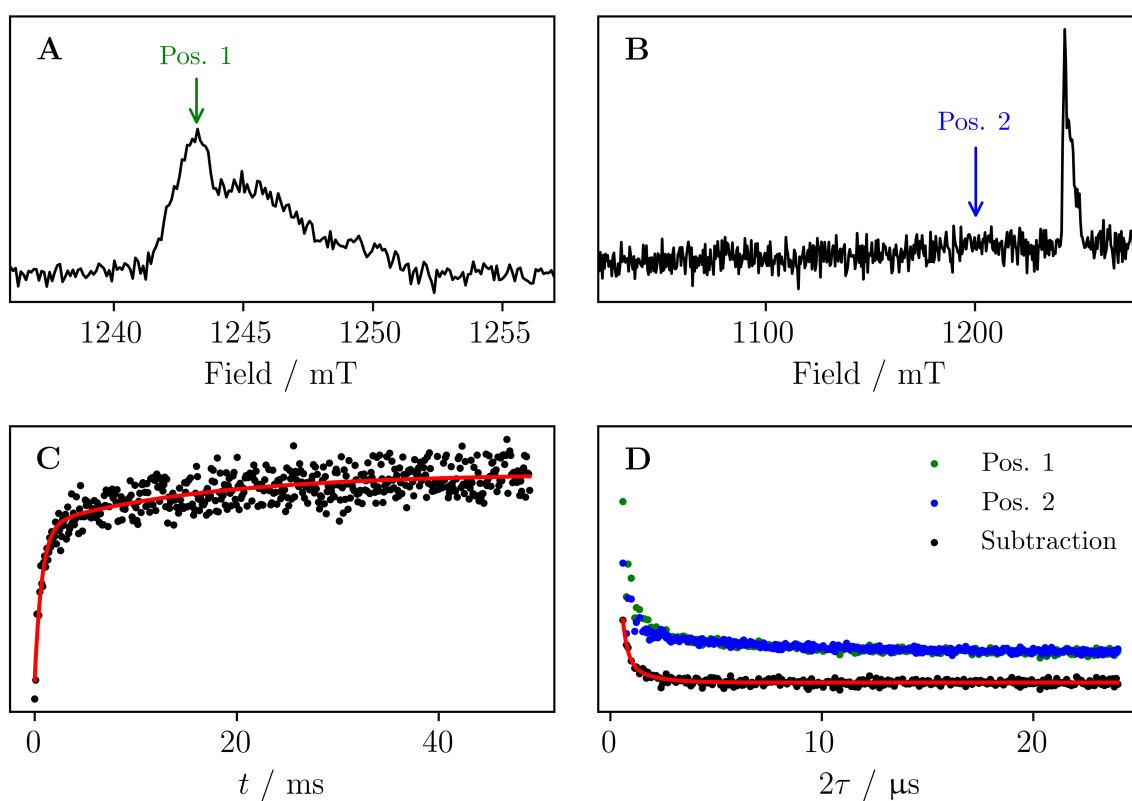 A
Pos. 1
1240 1245 1250 1255
Field / mT
B
Pos. 2
1100 1200
Field / mT
C
0 20 40
t / ms
D
Pos. 1
Pos. 2
Subtraction
0 10 20
2τ / μs